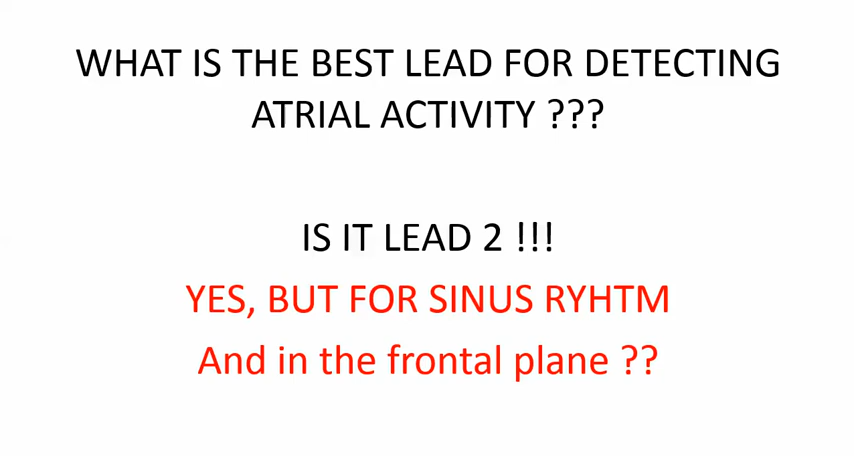 WHAT IS THE BEST LEAD FOR DETECTING
ATRIAL ACTIVITY ???
IS IT LEAD 2 !!!
YES, BUT FOR SINUS RYHTM
And in the frontal plane ??